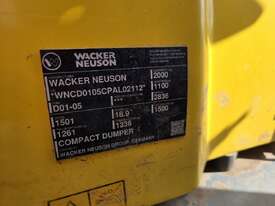 WACKER
NEUSON
WACKER NEUSON
*WNCD0105CPAL02112*
D01-05
1501
1261
18.9
1338
2000
1100
3838
1500
COMPACT DUMPER
WACKER NEUSON GROUP, GERMANY